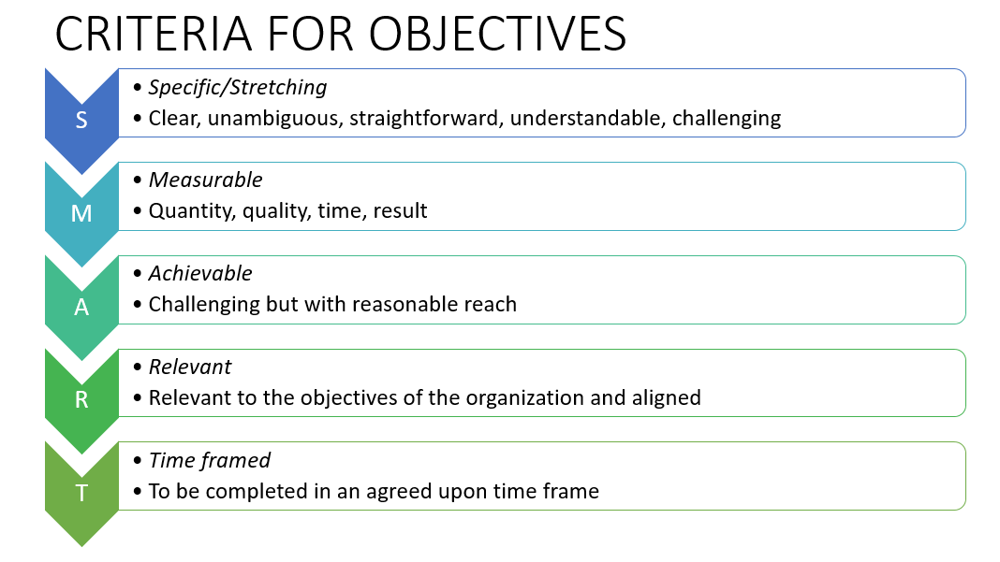 CRITERIA FOR OBJECTIVES
S
• Specific/Stretching
• Clear, unambiguous, straightforward, understandable, challenging
M
• Measurable
• Quantity, quality, time, result
A
• Achievable
• Challenging but with reasonable reach
R
• Relevant
• Relevant to the objectives of the organization and aligned
T
• Time framed
• To be completed in an agreed upon time frame